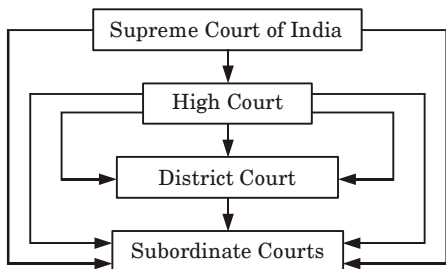 Supreme Court of India
High Court
District Court
Subordinate Courts